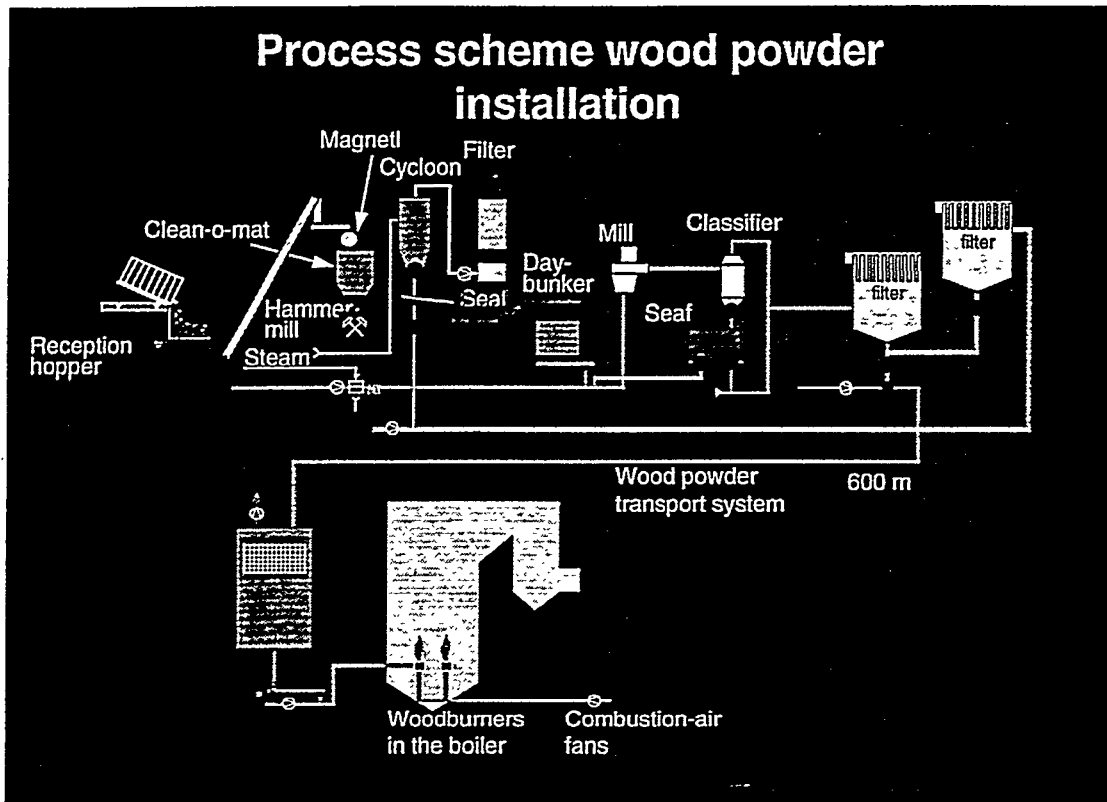 Process scheme wood powder
installation
Magnetl
Cycloon
Filter
Clean-o-mat
Mill
Classifier
filter
Day-
bunker
filter
Hammer-
mill
Seaf
Seaf
Reception
hopper
Steam
Wood powder
transport system
600 m
Woodburners
in the boiler
Combustion-air
fans